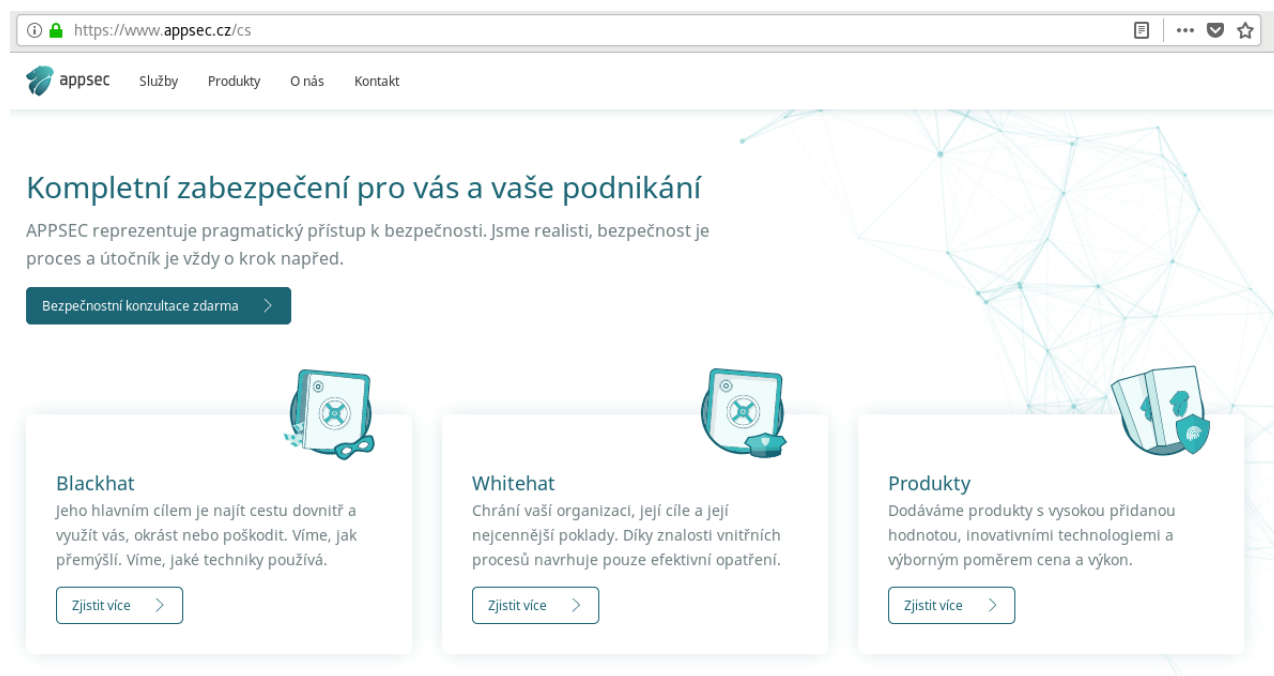 https://www.appsec.cz/cs
appsec Služby Produkty O nás Kontakt
Kompletní zabezpečení pro vás a vaše podnikání
APPSEC reprezentuje pragmatický přístup k bezpečnosti. Jsme realisti, bezpečnost je
proces a útočník je vždy o krok napřed.
Bezpečnostní konzultace zdarma
Blackhat
Jeho hlavním cílem je najít cestu dovnitř a
využít vás, okrást nebo poškodit. Víme, jak
přemýšlí. Víme, jaké techniky používá.
Zjistit více
Whitehat
Chrání vaší organizaci, její cíle a její
nejcennější poklady. Díky znalosti vnitřních
procesů navrhuje pouze efektivní opatření.
Zjistit více
Produkty
Dodáváme produkty s vysokou přidanou
hodnotou, inovativními technologiemi a
výborným poměrem cena a výkon.
Zjistit více